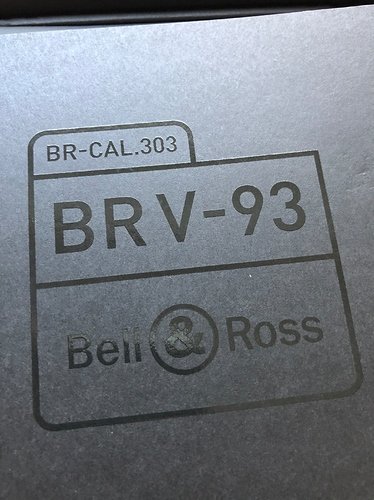 BR-CAL.303
BRV-93
Bell & Ross